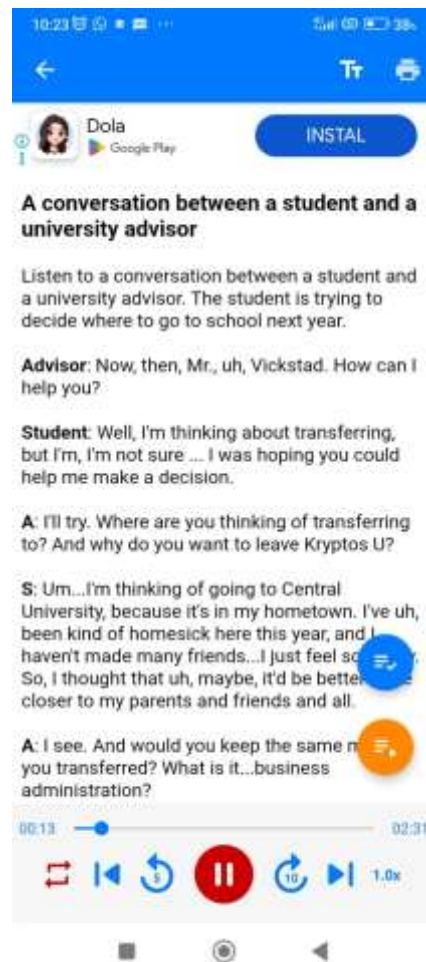 10:23
38
Tт
Dola
Google Play
INSTAL
A conversation between a student and a
university advisor
Listen to a conversation between a student and
a university advisor. The student is trying to
decide where to go to school next year.
Advisor: Now, then, Mr., uh, Vickstad. How can I
help you?
Student: Well, I'm thinking about transferring,
but I'm, I'm not sure ... I was hoping you could
help me make a decision.
A: I'll try. Where are you thinking of transferring
to? And why do you want to leave Kryptos U?
S: Um...I'm thinking of going to Central
University, because it's in my hometown. I've uh,
been kind of homesick here this year, and I
haven't made many friends...I just feel
So, I thought that uh, maybe, it'd be better
closer to my parents and friends and all.
A: I see. And would you keep the same
you transferred? What is it...business
administration?
00:13
02:31
5
10
1.0x